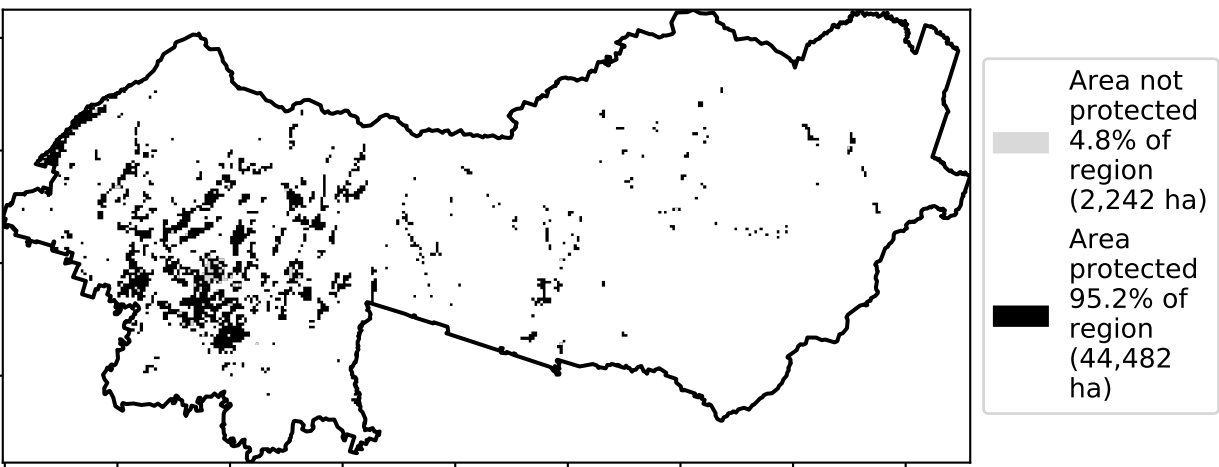 Area not
protected
4.8% of
region
(2,242 ha)
Area
protected
95.2% of
region
(44,482
ha)